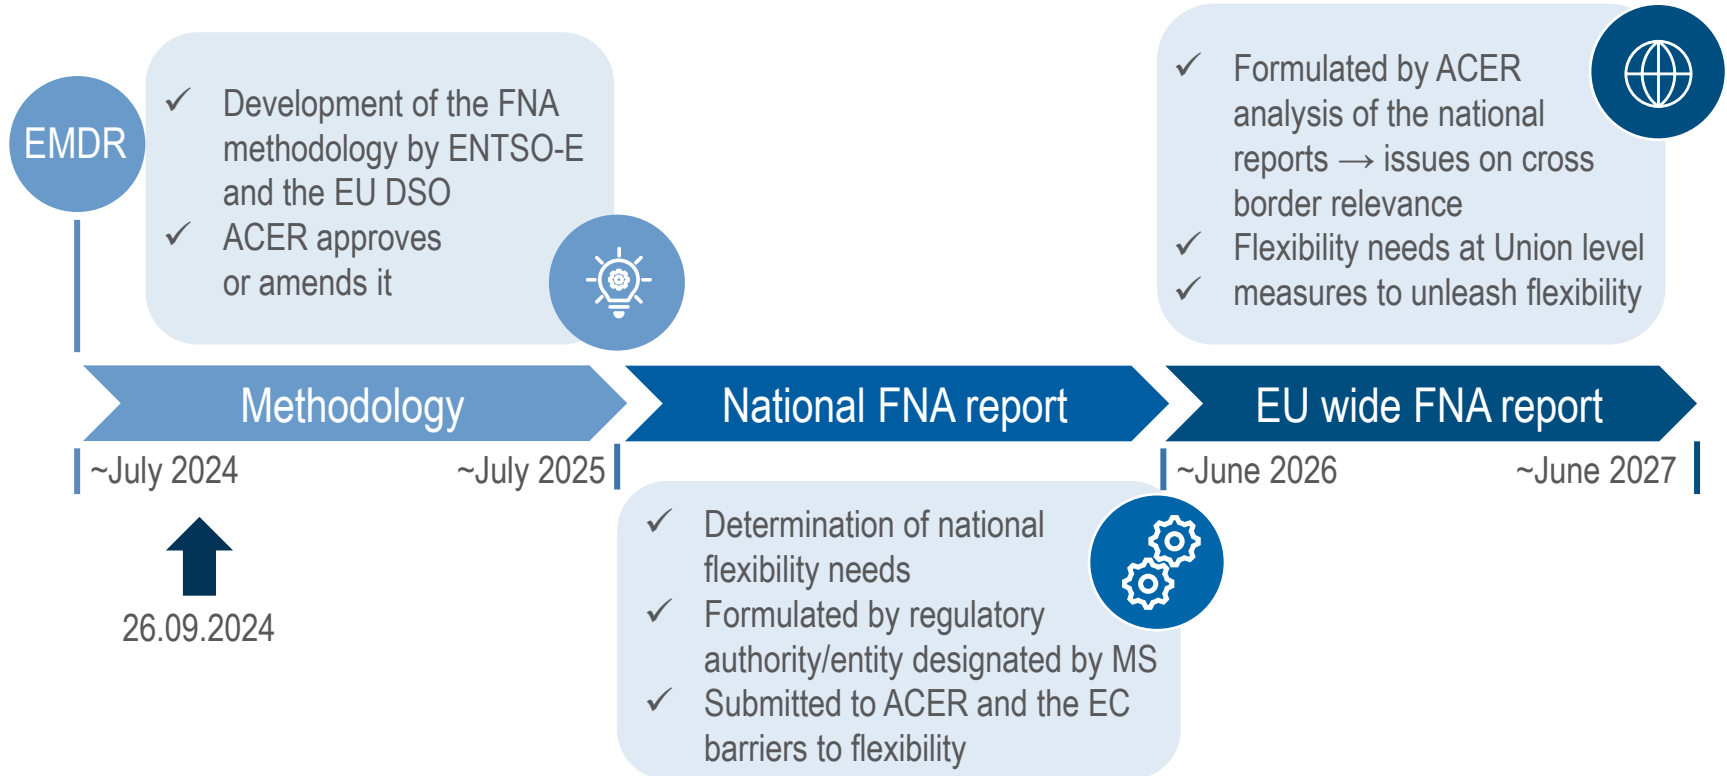 EMDR
✓ Development of the FNA
methodology by ENTSO-E
and the EU DSO
✓ ACER approves
or amends it
✓ Formulated by ACER
analysis of the national
reports → issues on cross
border relevance
✓ Flexibility needs at Union level
✓ measures to unleash flexibility
Methodology
National FNA report
EU wide FNA report
~July 2024
~July 2025
~June 2026
~June 2027
26.09.2024
✓ Determination of national
flexibility needs
✓ Formulated by regulatory
authority/entity designated by MS
✓ Submitted to ACER and the EC
barriers to flexibility